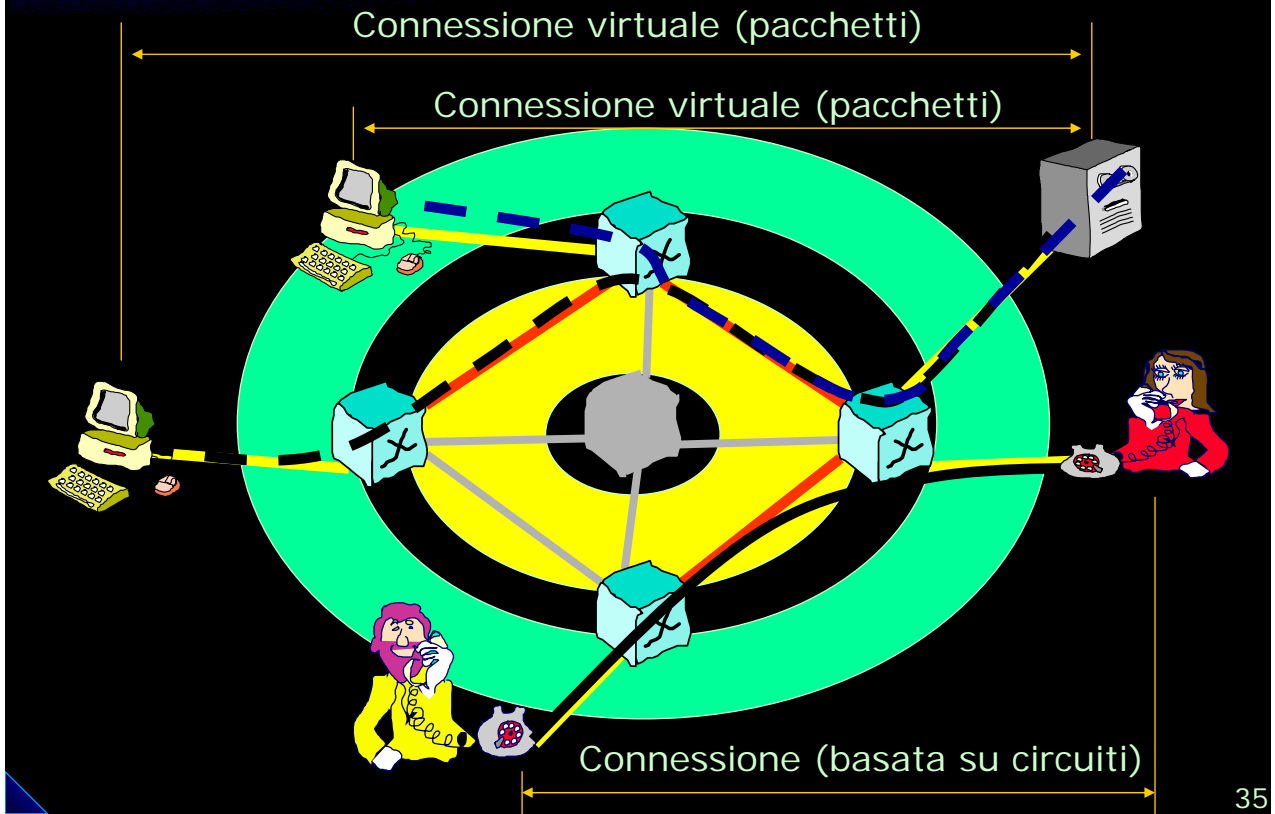 Connessione virtuale (pacchetti)
Connessione virtuale (pacchetti)
Connessione (basata su circuiti)
35